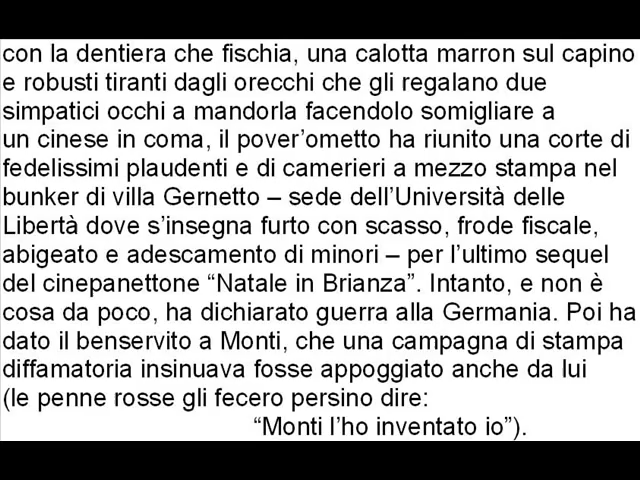 con la dentiera che fischia, una calotta marron sul capino
e robusti tiranti dagli orecchi che gli regalano due
simpatici occhi a mandorla facendolo somigliare a
un cinese in coma, il pover’ometto ha riunito una corte di
fedelissimi plaudenti e di camerieri a mezzo stampa nel
bunker di villa Gernetto – sede dell’Università delle
Libertà dove s’insegna furto con scasso, frode fiscale,
abigeato e adescamento di minori – per l’ultimo sequel
del cinepanettone “Natale in Brianza”. Intanto, e non è
cosa da poco, ha dichiarato guerra alla Germania. Poi ha
dato il benservito a Monti, che una campagna di stampa
diffamatoria insinuava fosse appoggiato anche da lui
(le penne rosse gli fecero persino dire:
“Monti l’ho inventato io”).